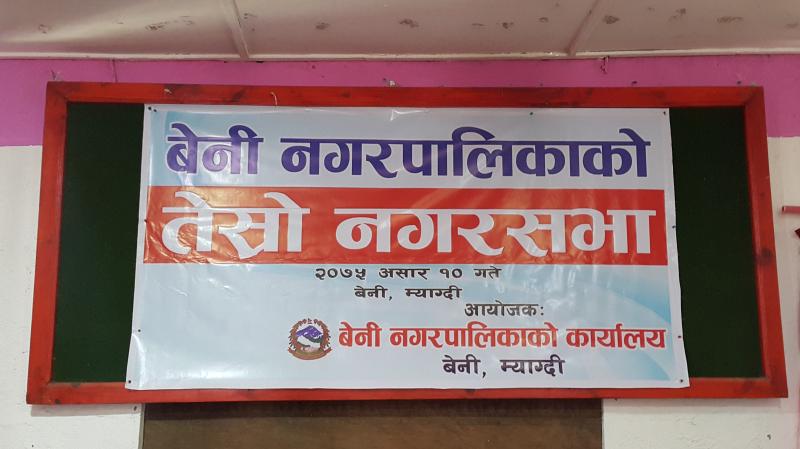 बेनी नगरपालिकाको
तेस्रो नगरसभा
२०७५ असार १० गते
बेनी, म्याग्दी
आयोजक:
बेनी नगरपालिकाको कार्यालय
बेनी, म्याग्दी